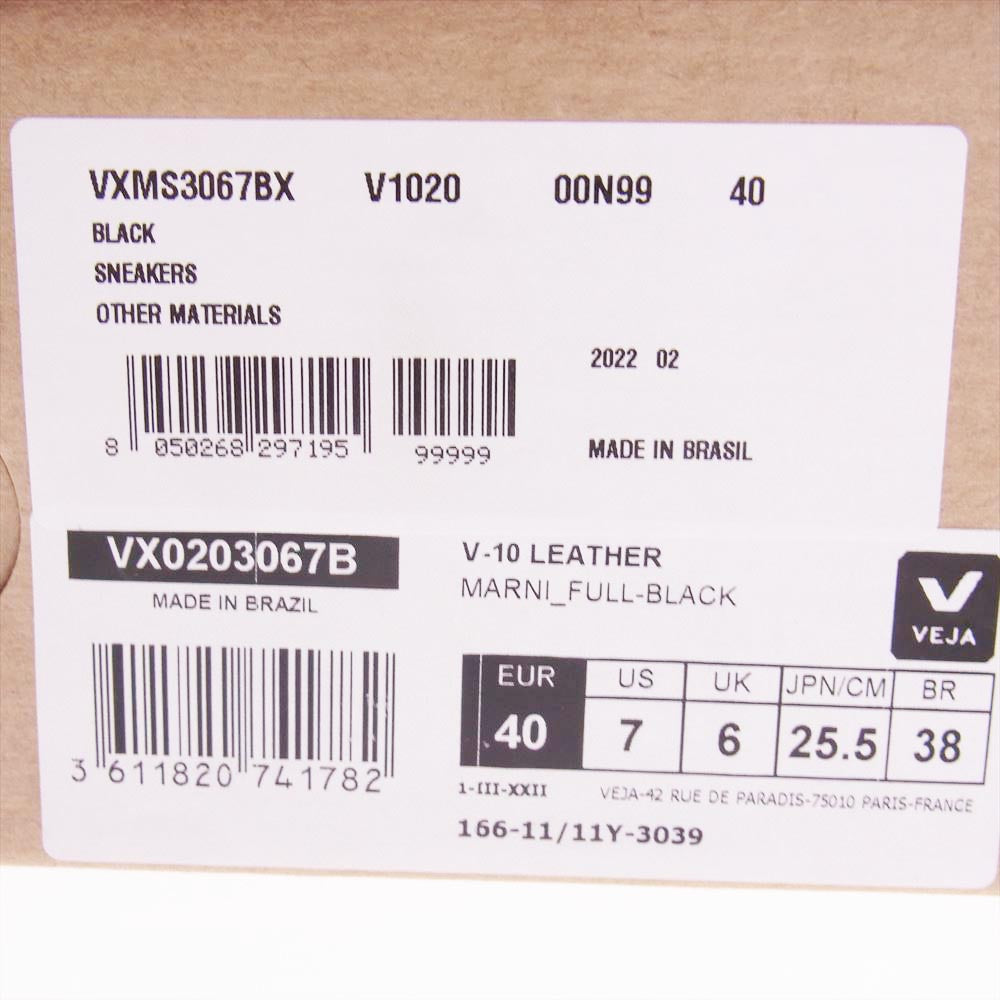 VXMS3067BX V1020 00N99 40
BLACK
SNEAKERS
OTHER MATERIALS
2022 02
8 050268 297195 99999
MADE IN BRASIL
VX0203067B
MADE IN BRAZIL
3 611820 741782
V-10 LEATHER
MARNI_FULL-BLACK
VEJA
EUR US UK JPN/CM BR
40 7 6 25.5 38
1-III-XXII VEJA-42 RUE DE PARADIS-75010 PARIS-FRANCE
166-11/11Y-3039